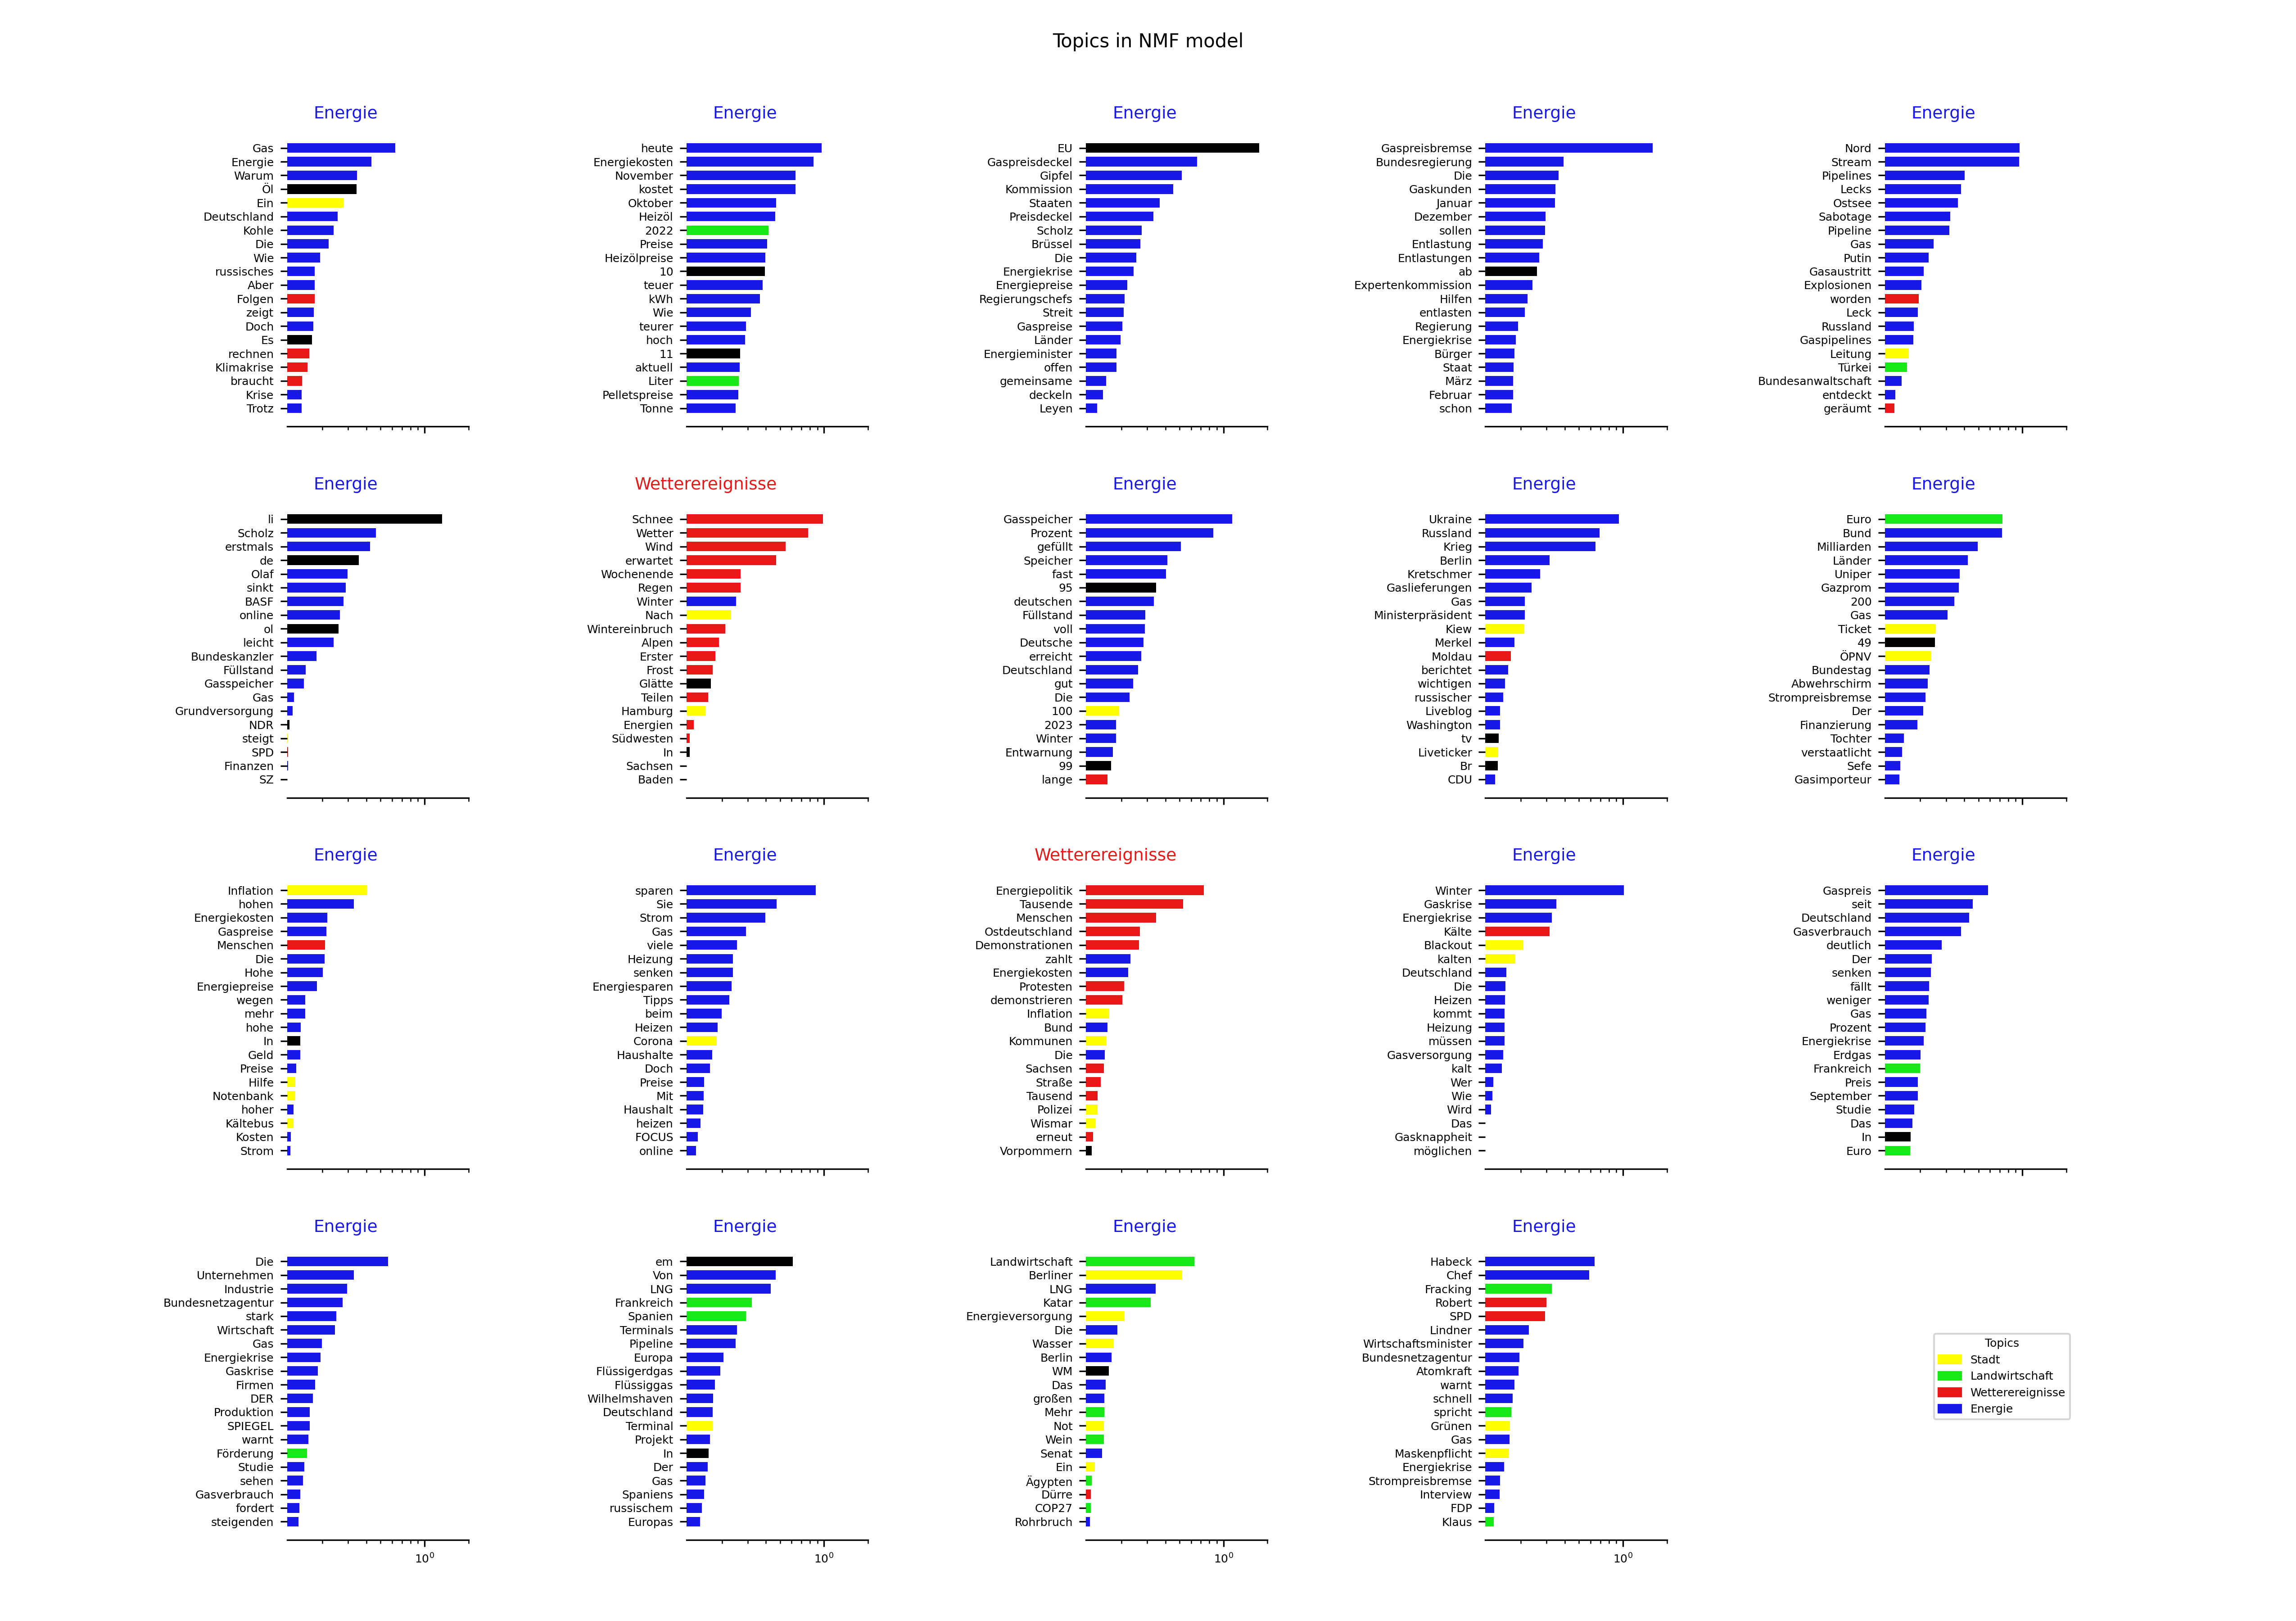 Topics in NMF model
Energie
Gas
Energie
Warum
Öl
Ein
Deutschland
Kohle
Die
Wie
russisches
Aber
Folgen
zeigt
Doch
Es
rechnen
Klimakrise
braucht
Krise
Trotz
Energie
heute
Energiekosten
November
kostet
Oktober
Heizöl
2022
Preise
Heizölpreise
10
teuer
kWh
Wie
teurer
hoch
11
aktuell
Liter
Pelletspreise
Tonne
Energie
EU
Gaspreisdeckel
Gipfel
Kommission
Staaten
Preisdeckel
Scholz
Brüssel
Die
Energiekrise
Energiepreise
Regierungschefs
Streit
Gaspreise
Länder
Energieminister
offen
gemeinsame
deckeln
Leyen
Energie
Gaspreisbremse
Bundesregierung
Die
Gaskunden
Januar
Dezember
sollen
Entlastung
Entlastungen
ab
Expertenkommission
Hilfen
entlasten
Regierung
Energiekrise
Bürger
Staat
März
Februar
schon
Energie
Nord
Stream
Pipelines
Lecks
Ostsee
Sabotage
Pipeline
Gas
Putin
Gasaustritt
Explosionen
worden
Leck
Russland
Gaspipelines
Leitung
Türkei
Bundesanwaltschaft
entdeckt
geräumt
Energie
li
Scholz
erstmals
de
Olaf
sinkt
BASF
online
ol
leicht
Bundeskanzler
Füllstand
Gasspeicher
Gas
Grundversorgung
NDR
steigt
SPD
Finanzen
SZ
Wetterereignisse
Schnee
Wetter
Wind
erwartet
Wochenende
Regen
Winter
Nach
Wintereinbruch
Alpen
Erster
Frost
Glätte
Teilen
Hamburg
Energien
Südwesten
In
Sachsen
Baden
Energie
Gasspeicher
Prozent
gefüllt
Speicher
fast
95
deutschen
Füllstand
voll
Deutsche
erreicht
Deutschland
gut
Die
100
2023
Winter
Entwarnung
99
lange
Energie
Ukraine
Russland
Krieg
Berlin
Kretschmer
Gaslieferungen
Gas
Ministerpräsident
Kiew
Merkel
Moldau
berichtet
wichtigen
russischer
Liveblog
Washington
tv
Liveticker
Br
CDU
Energie
Euro
Bund
Milliarden
Länder
Uniper
Gazprom
200
Gas
Ticket
49
ÖPNV
Bundestag
Abwehrschirm
Strompreisbremse
Der
Finanzierung
Tochter
verstaatlicht
Sefe
Gasimporteur
Energie
Inflation
hohen
Energiekosten
Gaspreise
Menschen
Die
Hohe
Energiepreise
wegen
mehr
hohe
In
Geld
Preise
Hilfe
Notenbank
hoher
Kältebus
Kosten
Strom
Energie
sparen
Sie
Strom
Gas
viele
Heizung
senken
Energiesparen
Tipps
beim
Heizen
Corona
Haushalte
Doch
Preise
Mit
Haushalt
heizen
FOCUS
online
Wetterereignisse
Energiepolitik
Tausende
Menschen
Ostdeutschland
Demonstrationen
zahlt
Energiekosten
Protesten
demonstrieren
Inflation
Bund
Kommunen
Die
Sachsen
Straße
Tausend
Polizei
Wismar
erneut
Vorpommern
Energie
Winter
Gaskrise
Energiekrise
Kälte
Blackout
kalten
Deutschland
Die
Heizen
kommt
Heizung
müssen
Gasversorgung
kalt
Wer
Wie
Wird
Das
Gasknappheit
möglichen
Energie
Gaspreis
seit
Deutschland
Gasverbrauch
deutlich
Der
senken
fällt
weniger
Gas
Prozent
Energiekrise
Erdgas
Frankreich
Preis
September
Studie
Das
In
Euro
Energie
Die
Unternehmen
Industrie
Bundesnetzagentur
stark
Wirtschaft
Gas
Energiekrise
Gaskrise
Firmen
DER
Produktion
SPIEGEL
warnt
Förderung
Studie
sehen
Gasverbrauch
fordert
steigenden
10⁰
Energie
em
Von
LNG
Frankreich
Spanien
Terminals
Pipeline
Europa
Flüssigerdgas
Flüssiggas
Wilhelmshaven
Deutschland
Terminal
Projekt
In
Der
Gas
Spaniens
russischem
Europas
10⁰
Energie
Landwirtschaft
Berliner
LNG
Katar
Energieversorgung
Die
Wasser
Berlin
WM
Das
großen
Mehr
Not
Wein
Senat
Ein
Ägypten
Dürre
COP27
Rohrbruch
10⁰
Energie
Habeck
Chef
Fracking
Robert
SPD
Lindner
Wirtschaftsminister
Bundesnetzagentur
Atomkraft
warnt
schnell
spricht
Grünen
Gas
Maskenpflicht
Energiekrise
Strompreisbremse
Interview
FDP
Klaus
10⁰
Topics
Stadt
Landwirtschaft
Wetterereignisse
Energie